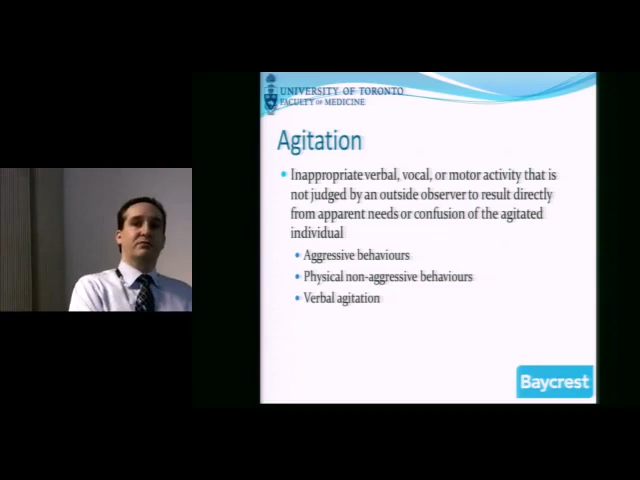 UNIVERSITY OF TORONTO
FACULTY OF MEDICINE
Agitation
Inappropriate verbal, vocal, or motor activity that is
not judged by an outside observer to result directly
from apparent needs or confusion of the agitated
individual
Aggressive behaviours
Physical non-aggressive behaviours
Verbal agitation
Baycrest